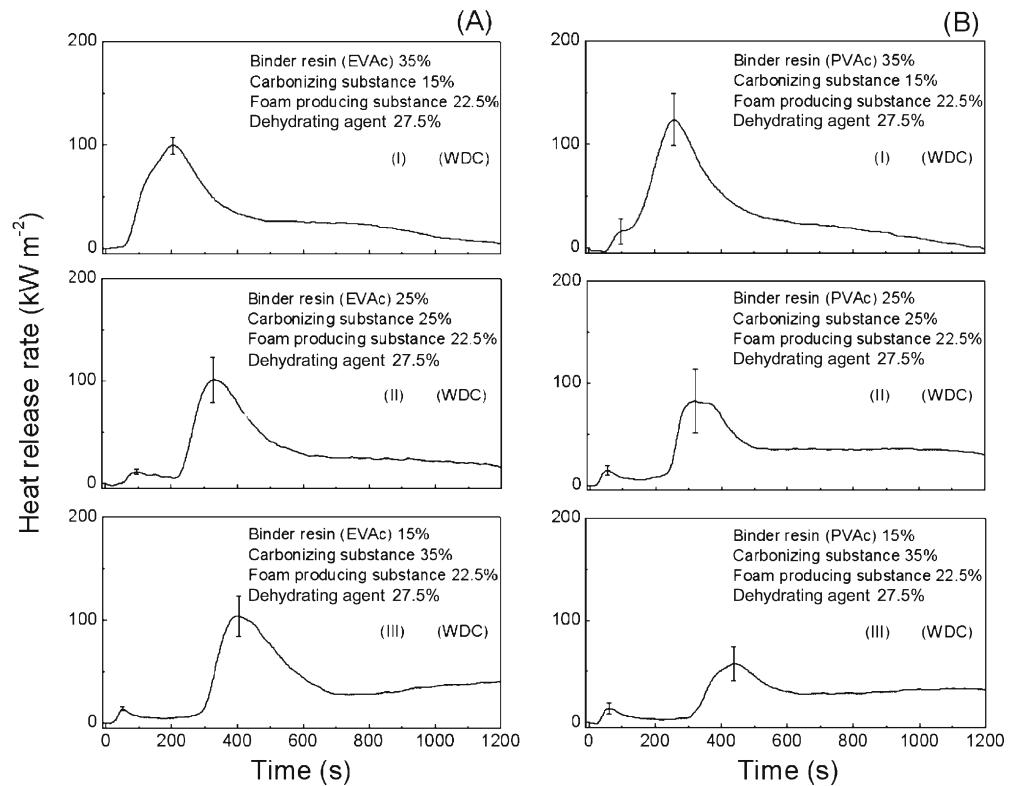 (A)
200
Binder resin (EVAc) 35%
Carbonizing substance 15%
Foam producing substance 22.5%
Dehydrating agent 27.5%
100
(I) (WDC)
0
200
Binder resin (EVAc) 25%
Carbonizing substance 25%
Foam producing substance 22.5%
Dehydrating agent 27.5%
100
(II) (WDC)
0
200
Binder resin (EVAc) 15%
Carbonizing substance 35%
Foam producing substance 22.5%
Dehydrating agent 27.5%
100
(III) (WDC)
0
0 200 400 600 800 1000 1200
Time (s)
Heat release rate (kW m⁻²)
(B)
200
Binder resin (PVAc) 35%
Carbonizing substance 15%
Foam producing substance 22.5%
Dehydrating agent 27.5%
100
(I) (WDC)
0
200
Binder resin (PVAc) 25%
Carbonizing substance 25%
Foam producing substance 22.5%
Dehydrating agent 27.5%
100
(II) (WDC)
0
200
Binder resin (PVAc) 15%
Carbonizing substance 35%
Foam producing substance 22.5%
Dehydrating agent 27.5%
100
(III) (WDC)
0
0 200 400 600 800 1000 1200
Time (s)